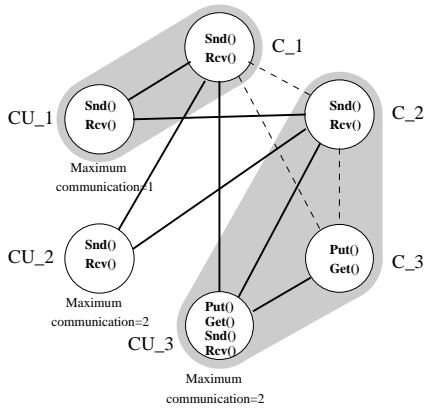 Snd()
Rcv()
C_1
CU_1
Snd()
Rcv()
Snd()
Rcv()
C_2
Maximum
communication=1
CU_2
Snd()
Rcv()
Put()
Get()
C_3
Maximum
communication=2
CU_3
Put()
Get()
Snd()
Rcv()
Maximum
communication=2